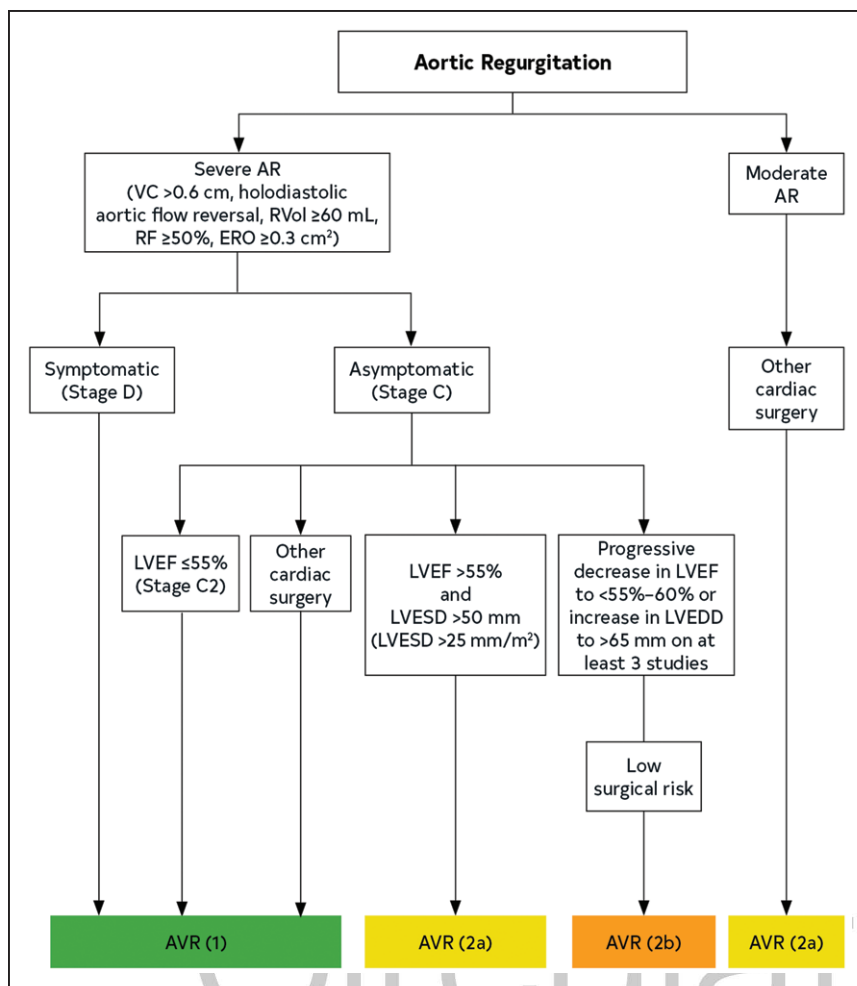 Aortic Regurgitation
Severe AR
(VC >0.6 cm, holodiastolic
aortic flow reversal, RVol ≥60 mL,
RF ≥50%, ERO ≥0.3 cm²)
Moderate
AR
Symptomatic
(Stage D)
Asymptomatic
(Stage C)
Other
cardiac
surgery
LVEF ≤55%
(Stage C2)
Other
cardiac
surgery
LVEF >55%
and
LVESD >50 mm
(LVESD >25 mm/m²)
Progressive
decrease in LVEF
to <55%–60% or
increase in LVEDD
to >65 mm on at
least 3 studies
Low
surgical risk
AVR (1)
AVR (2a)
AVR (2b)
AVR (2a)